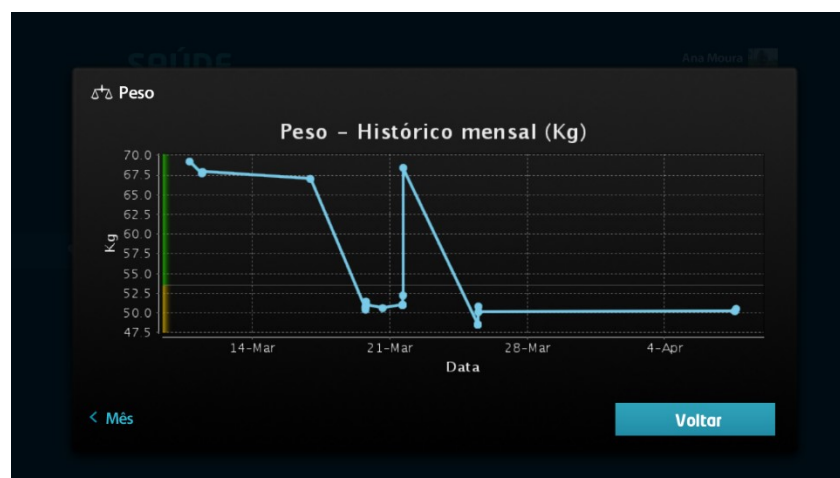 SAÚDE
Ana Moura
Peso
Peso – Histórico mensal (Kg)
70.0
67.5
65.0
62.5
60.0
57.5
55.0
52.5
50.0
47.5
Kg
14-Mar 21-Mar 28-Mar 4-Apr
Data
< Mês
Voltar